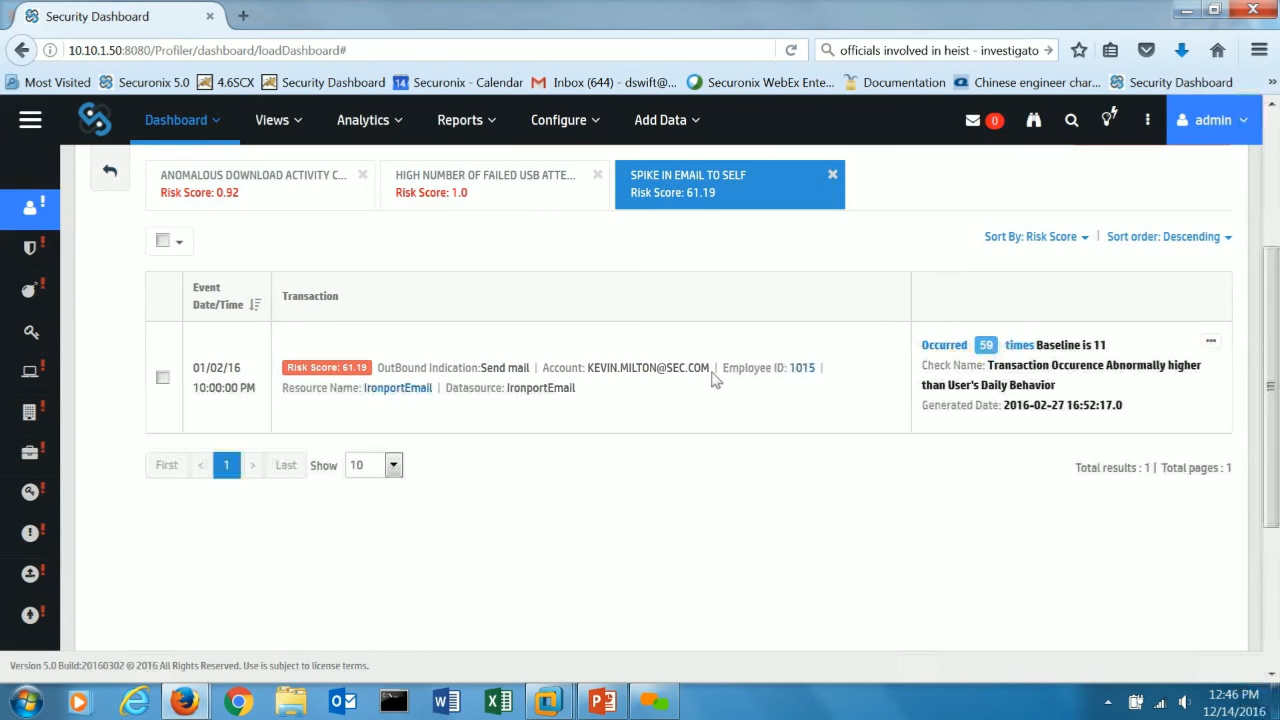 Security Dashboard
10.10.1.50:8080/Profiler/dashboard/loadDashboard#
officials involved in heist - investigato
Most Visited
Securonix 5.0
4.6SCX
Security Dashboard
14
Securonix - Calendar
Inbox (644) - dswift@...
Securonix WebEx Ente...
Documentation
Chinese engineer char...
Security Dashboard
Dashboard
Views
Analytics
Reports
Configure
Add Data
0
admin
ANOMALOUS DOWNLOAD ACTIVITY C...
Risk Score: 0.92
HIGH NUMBER OF FAILED USB ATTE...
Risk Score: 1.0
SPIKE IN EMAIL TO SELF
Risk Score: 61.19
Sort By: Risk Score | Sort order: Descending
Event
Date/Time
Transaction
01/02/16
10:00:00 PM
Risk Score: 61.19 OutBound Indication:Send mail | Account: KEVIN.MILTON@SEC.COM | Employee ID: 1015 |
Resource Name: IronportEmail | Datasource: IronportEmail
Occurred 59 times Baseline is 11
Check Name: Transaction Occurence Abnormally higher
than User's Daily Behavior
Generated Date: 2016-02-27 16:52:17.0
First < 1 > Last Show 10
Total results : 1 | Total pages : 1
Version 5.0 Build:20160302 © 2016 All Rights Reserved. Use is subject to license terms.
12:46 PM
12/14/2016